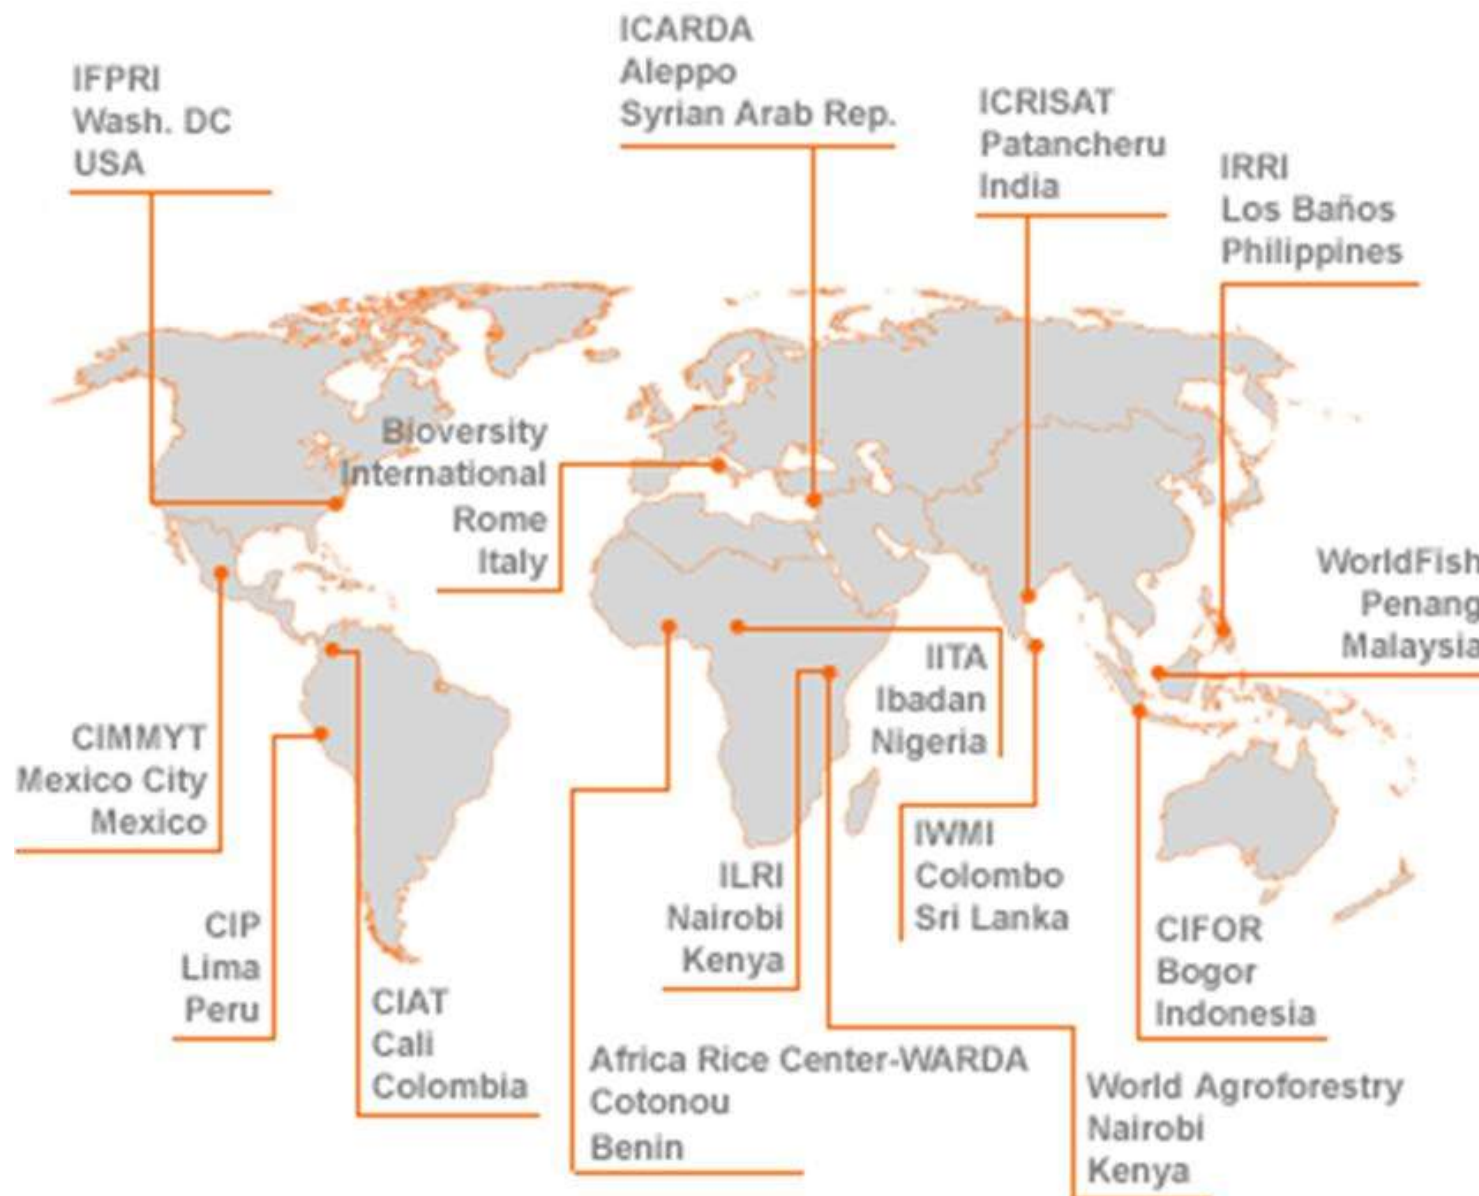 IFPRI
Wash. DC
USA
ICARDA
Aleppo
Syrian Arab Rep.
ICRISAT
Patancheru
India
IRRI
Los Baños
Philippines
Bioversity
International
Rome
Italy
WorldFish
Penang
Malaysia
IITA
Ibadan
Nigeria
CIMMYT
Mexico City
Mexico
IWMI
Colombo
Sri Lanka
ILRI
Nairobi
Kenya
CIP
Lima
Peru
CIFOR
Bogor
Indonesia
CIAT
Cali
Colombia
Africa Rice Center-WARDA
Cotonou
Benin
World Agroforestry
Nairobi
Kenya